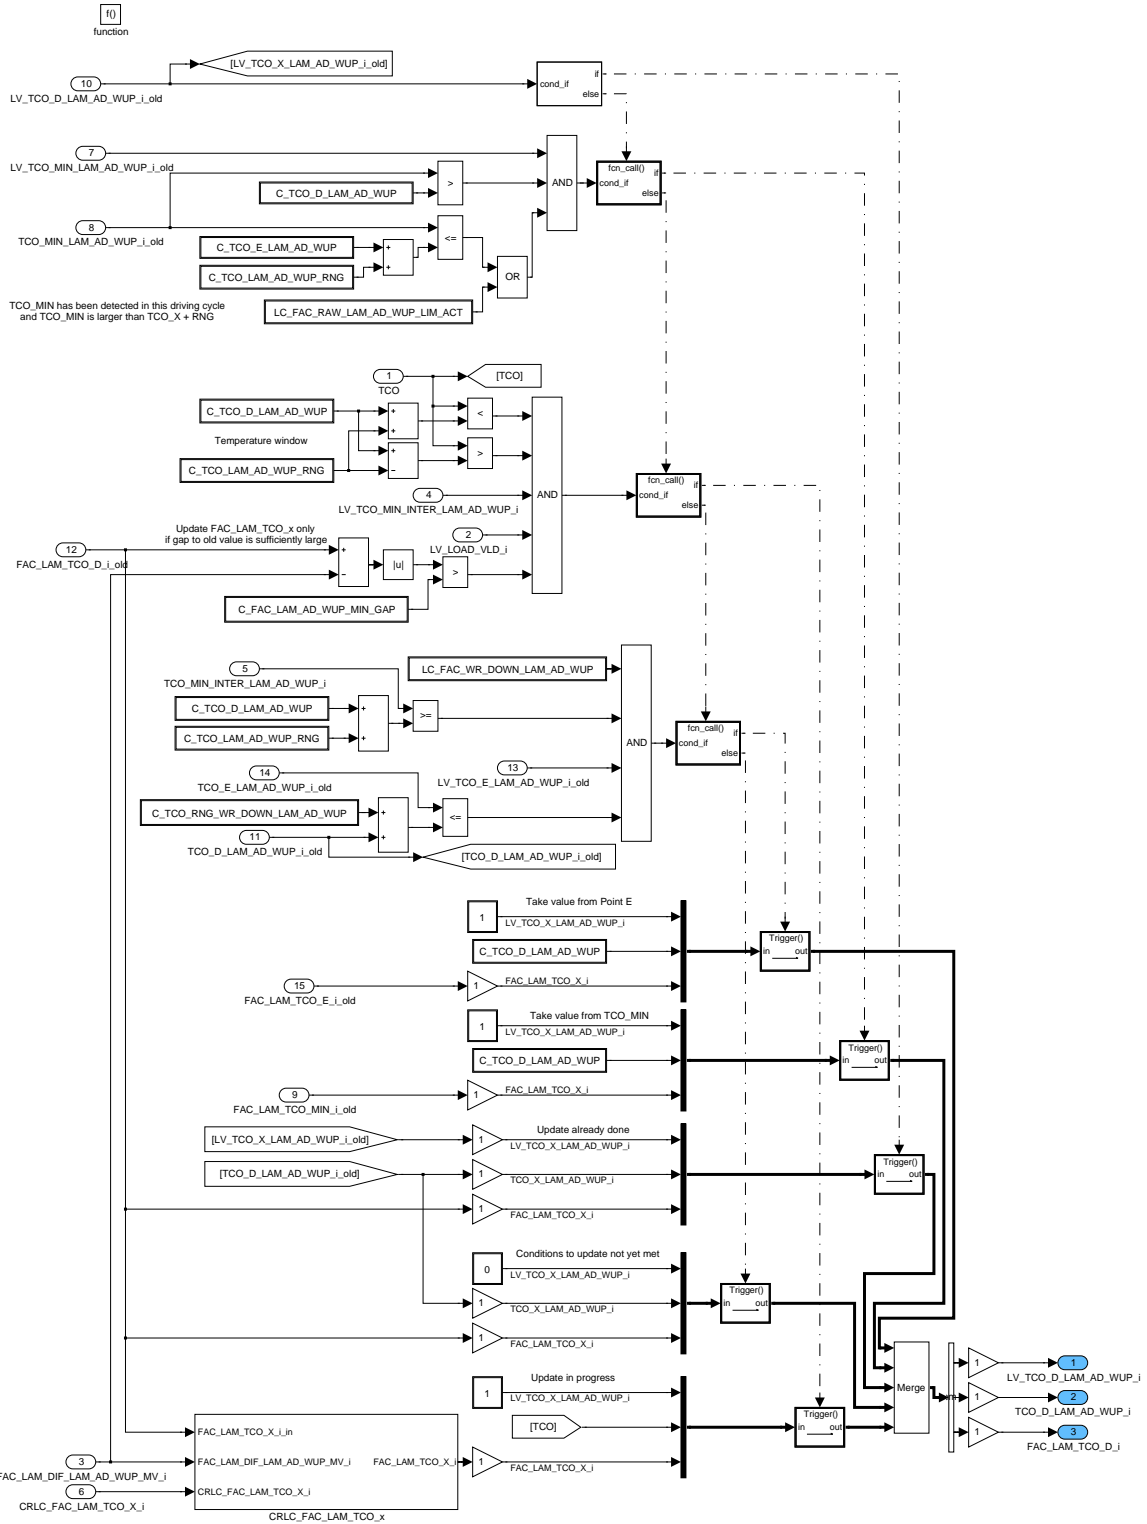 f()
function
[LV_TCO_X_LAM_AD_WUP_i_old]
10
LV_TCO_D_LAM_AD_WUP_i_old
cond_if
if
else
7
LV_TCO_MIN_LAM_AD_WUP_i_old
>
C_TCO_D_LAM_AD_WUP
AND
fcn_call()
cond_if
if
else
8
TCO_MIN_LAM_AD_WUP_i_old
<=
C_TCO_E_LAM_AD_WUP
+
+
C_TCO_LAM_AD_WUP_RNG
OR
LC_FAC_RAW_LAM_AD_WUP_LIM_ACT
TCO_MIN has been detected in this driving cycle
and TCO_MIN is larger than TCO_X + RNG
1
TCO
[TCO]
C_TCO_D_LAM_AD_WUP
+
+
<
Temperature window
+
−
>
C_TCO_LAM_AD_WUP_RNG
4
LV_TCO_MIN_INTER_LAM_AD_WUP_i
AND
fcn_call()
cond_if
if
else
Update FAC_LAM_TCO_x only
if gap to old value is sufficiently large
2
LV_LOAD_VLD_i
12
FAC_LAM_TCO_D_i_old
+
−
|u|
>
C_FAC_LAM_AD_WUP_MIN_GAP
5
TCO_MIN_INTER_LAM_AD_WUP_i
LC_FAC_WR_DOWN_LAM_AD_WUP
C_TCO_D_LAM_AD_WUP
+
+
>=
C_TCO_LAM_AD_WUP_RNG
AND
fcn_call()
cond_if
if
else
14
TCO_E_LAM_AD_WUP_i_old
13
LV_TCO_E_LAM_AD_WUP_i_old
C_TCO_RNG_WR_DOWN_LAM_AD_WUP
+
+
<=
11
TCO_D_LAM_AD_WUP_i_old
[TCO_D_LAM_AD_WUP_i_old]
Take value from Point E
1
LV_TCO_X_LAM_AD_WUP_i
C_TCO_D_LAM_AD_WUP
Trigger()
in
out
15
FAC_LAM_TCO_E_i_old
1
FAC_LAM_TCO_X_i
Take value from TCO_MIN
1
LV_TCO_X_LAM_AD_WUP_i
C_TCO_D_LAM_AD_WUP
Trigger()
in
out
9
FAC_LAM_TCO_MIN_i_old
1
FAC_LAM_TCO_X_i
Update already done
[LV_TCO_X_LAM_AD_WUP_i_old]
1
LV_TCO_X_LAM_AD_WUP_i
[TCO_D_LAM_AD_WUP_i_old]
1
TCO_X_LAM_AD_WUP_i
Trigger()
in
out
1
FAC_LAM_TCO_X_i
Conditions to update not yet met
0
LV_TCO_X_LAM_AD_WUP_i
1
TCO_X_LAM_AD_WUP_i
Trigger()
in
out
1
FAC_LAM_TCO_X_i
Merge
1
LV_TCO_D_LAM_AD_WUP_i
1
2
TCO_D_LAM_AD_WUP_i
1
3
FAC_LAM_TCO_D_i
1
Update in progress
1
LV_TCO_X_LAM_AD_WUP_i
[TCO]
Trigger()
in
out
FAC_LAM_TCO_X_i_in
3
FAC_LAM_DIF_LAM_AD_WUP_MV_i
FAC_LAM_DIF_LAM_AD_WUP_MV_i
FAC_LAM_TCO_X_i
1
FAC_LAM_TCO_X_i
6
CRLC_FAC_LAM_TCO_X_i
CRLC_FAC_LAM_TCO_X_i
CRLC_FAC_LAM_TCO_x